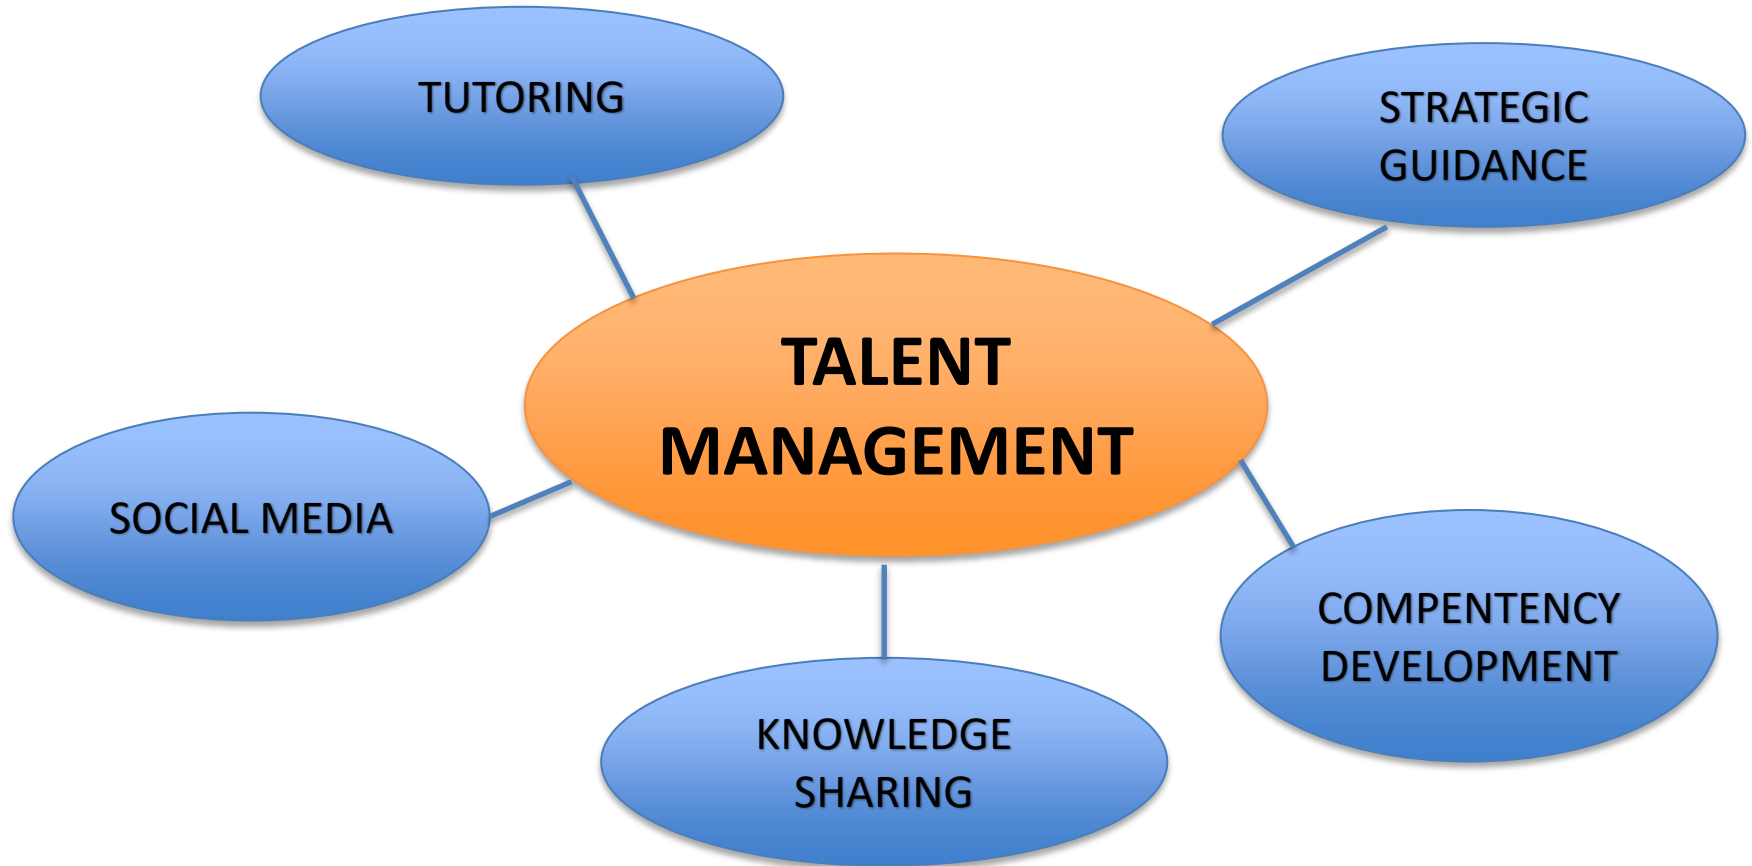 TUTORING
STRATEGIC
GUIDANCE
TALENT
MANAGEMENT
SOCIAL MEDIA
COMPENTENCY
DEVELOPMENT
KNOWLEDGE
SHARING